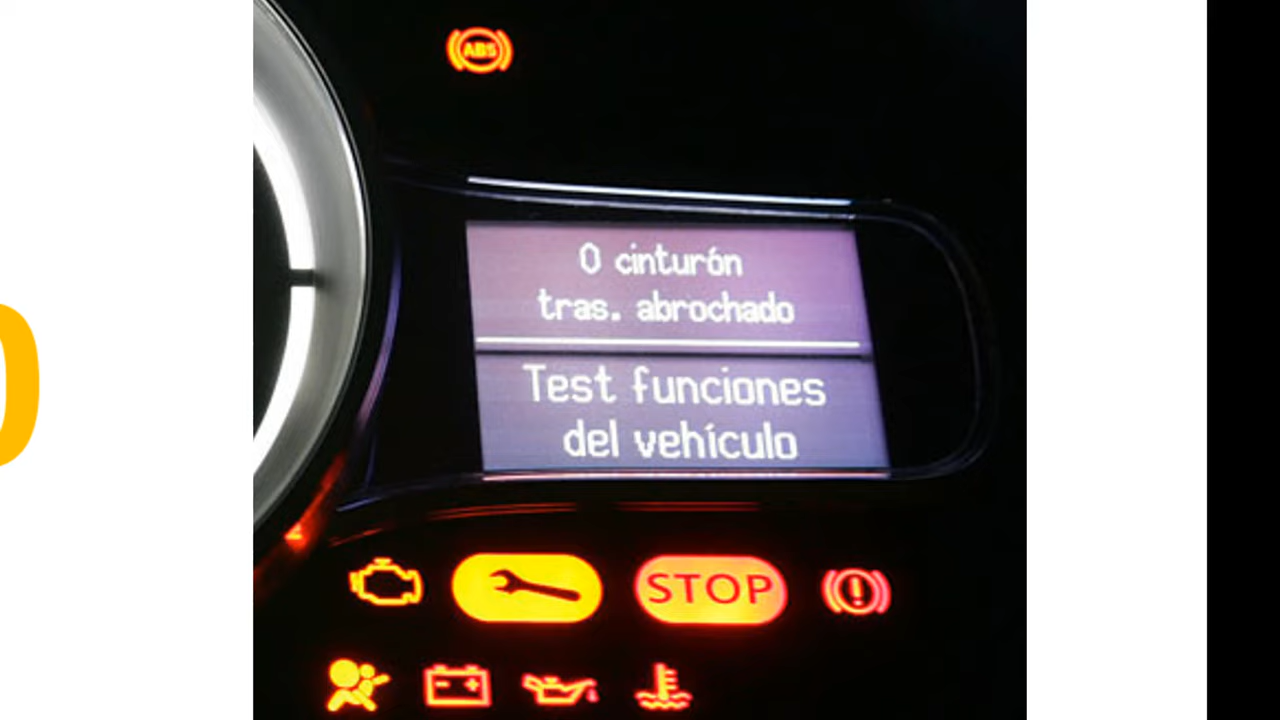 ABS
0 cinturón
tras. abrochado
Test funciones
del vehículo
STOP